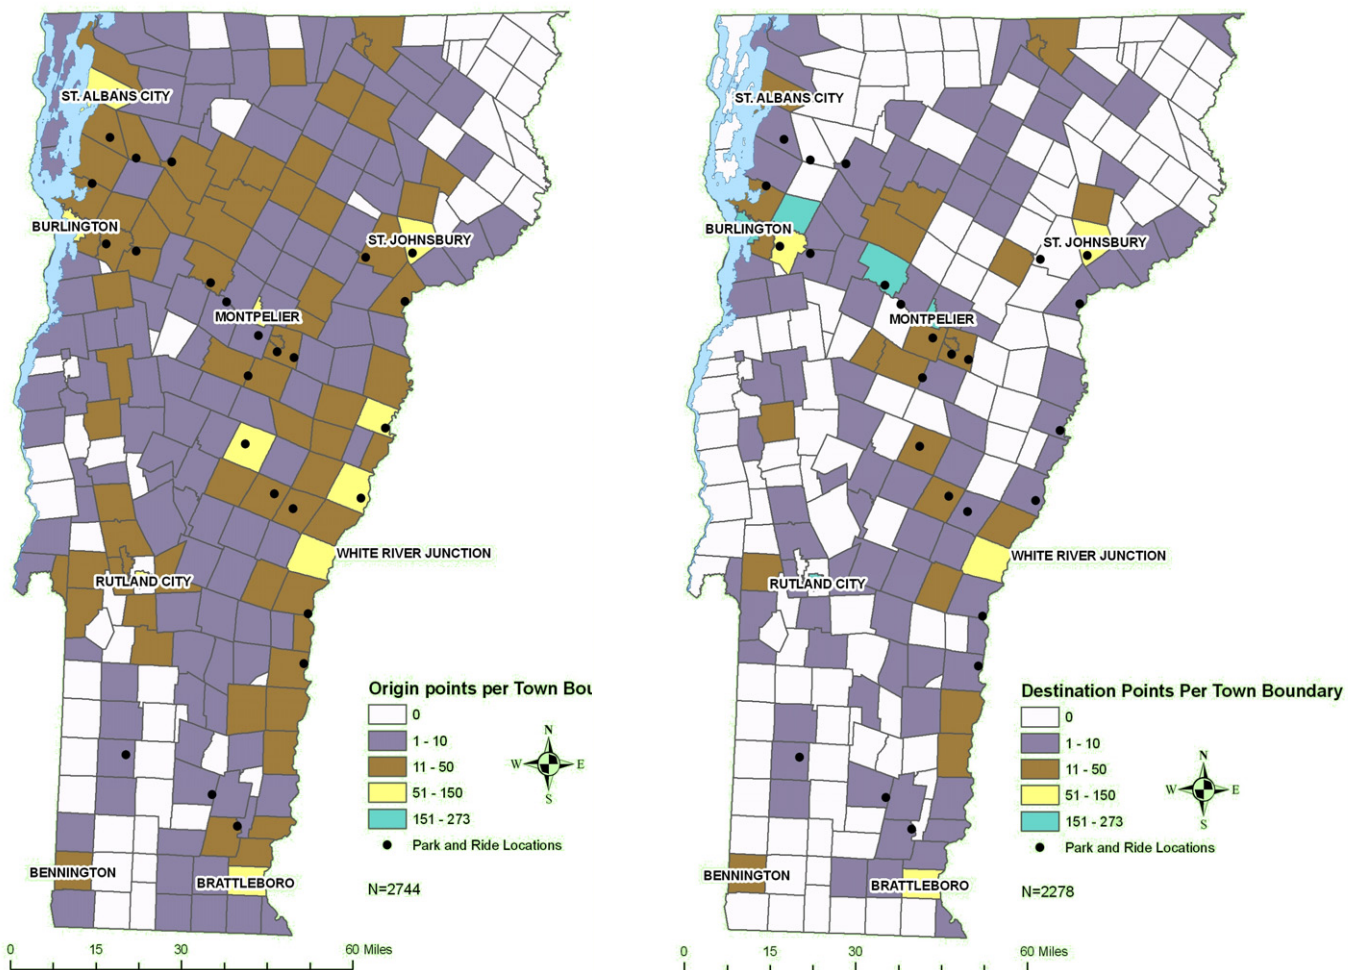 ST. ALBANS CITY
BURLINGTON
ST. JOHNSBURY
MONTPELIER
WHITE RIVER JUNCTION
RUTLAND CITY
BENNINGTON
BRATTLEBORO
Origin points per Town Bou
0
1 - 10
11 - 50
51 - 150
151 - 273
Park and Ride Locations
N
W E
S
N=2744
0 15 30 60 Miles
ST. ALBANS CITY
BURLINGTON
ST. JOHNSBURY
MONTPELIER
WHITE RIVER JUNCTION
RUTLAND CITY
BENNINGTON
BRATTLEBORO
Destination Points Per Town Boundary
0
1 - 10
11 - 50
51 - 150
151 - 273
Park and Ride Locations
N
W E
S
N=2278
0 15 30 60 Miles